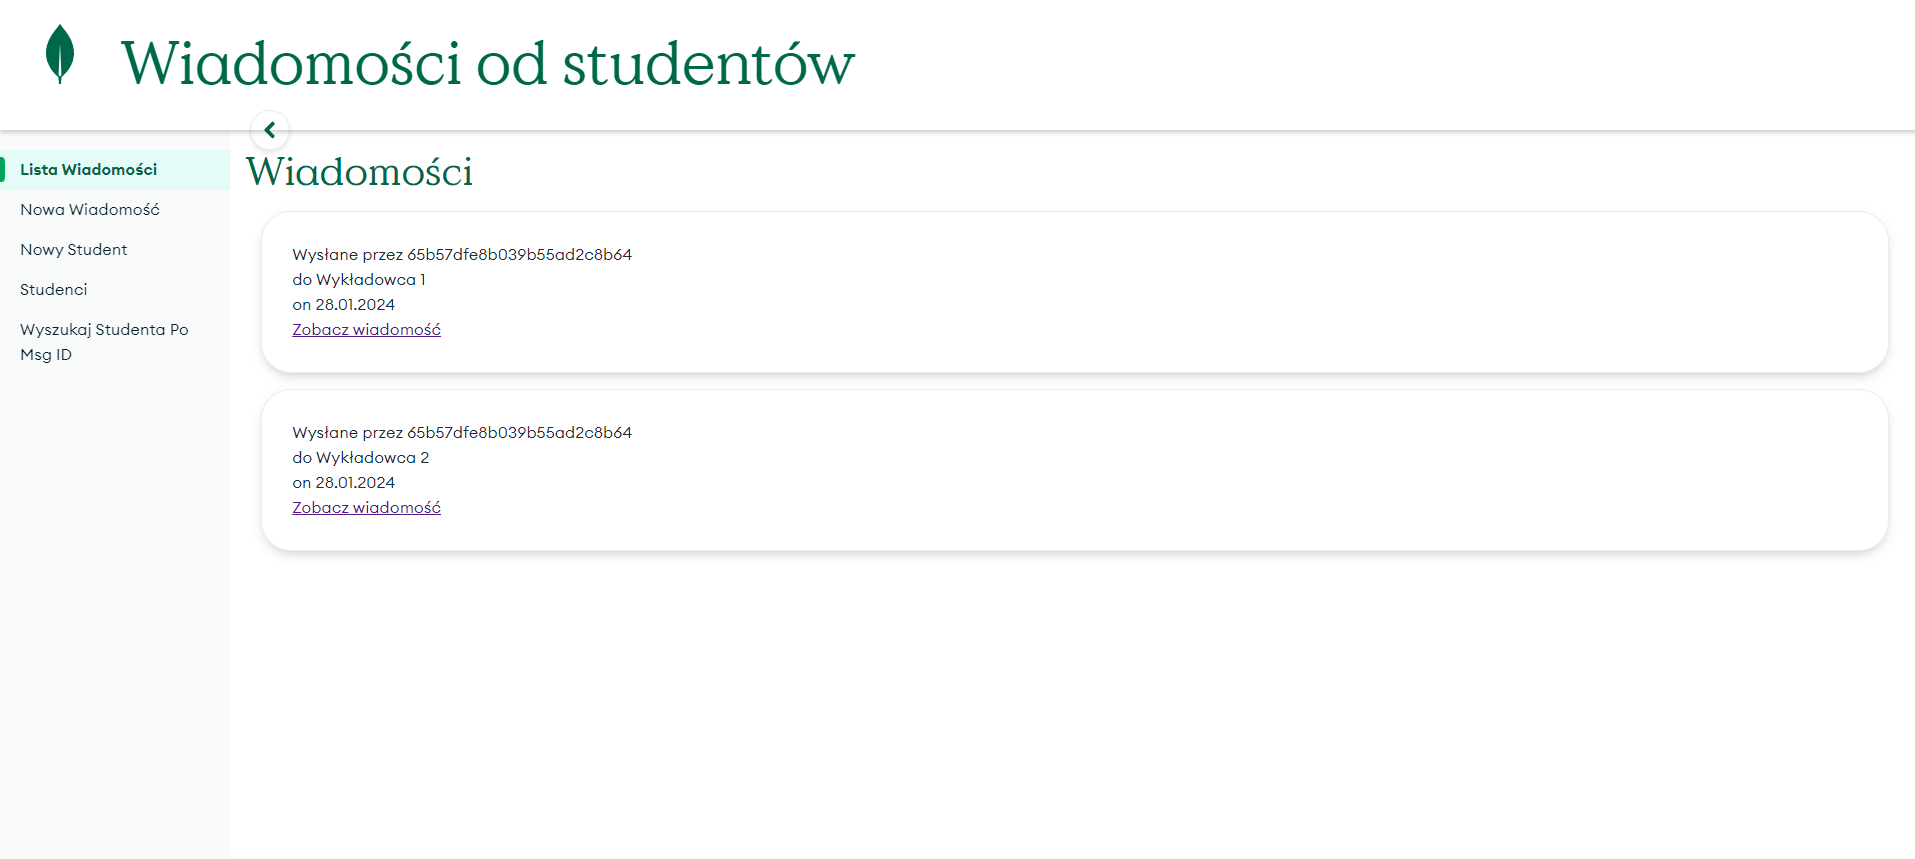 Wiadomości od studentów
Lista Wiadomości
Nowa Wiadomość
Nowy Student
Studenci
Wyszukaj Studenta Po
Msg ID
Wiadomości
Wysłane przez 65b57dfe8b039b55ad2c8b64
do Wykładowca 1
on 28.01.2024
Zobacz wiadomość
Wysłane przez 65b57dfe8b039b55ad2c8b64
do Wykładowca 2
on 28.01.2024
Zobacz wiadomość